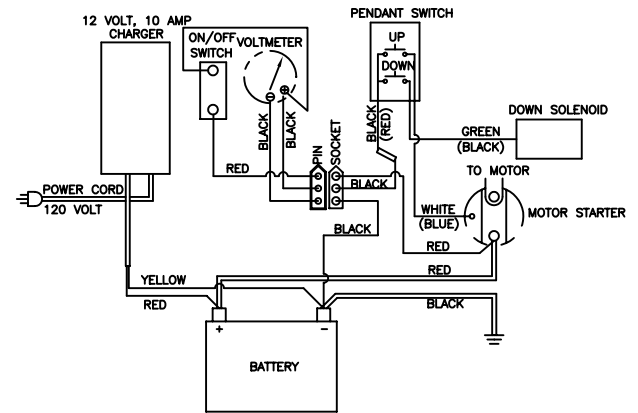 12 VOLT, 10 AMP
CHARGER
ON/OFF
SWITCH
VOLTMETER
PENDANT SWITCH
UP
DOWN
DOWN SOLENOID
BLACK
BLACK
BLACK
(RED)
GREEN
(BLACK)
PIN
SOCKET
RED
BLACK
TO MOTOR
MOTOR STARTER
WHITE
(BLUE)
POWER CORD
120 VOLT
BLACK
RED
RED
YELLOW
RED
BLACK
+
−
BATTERY